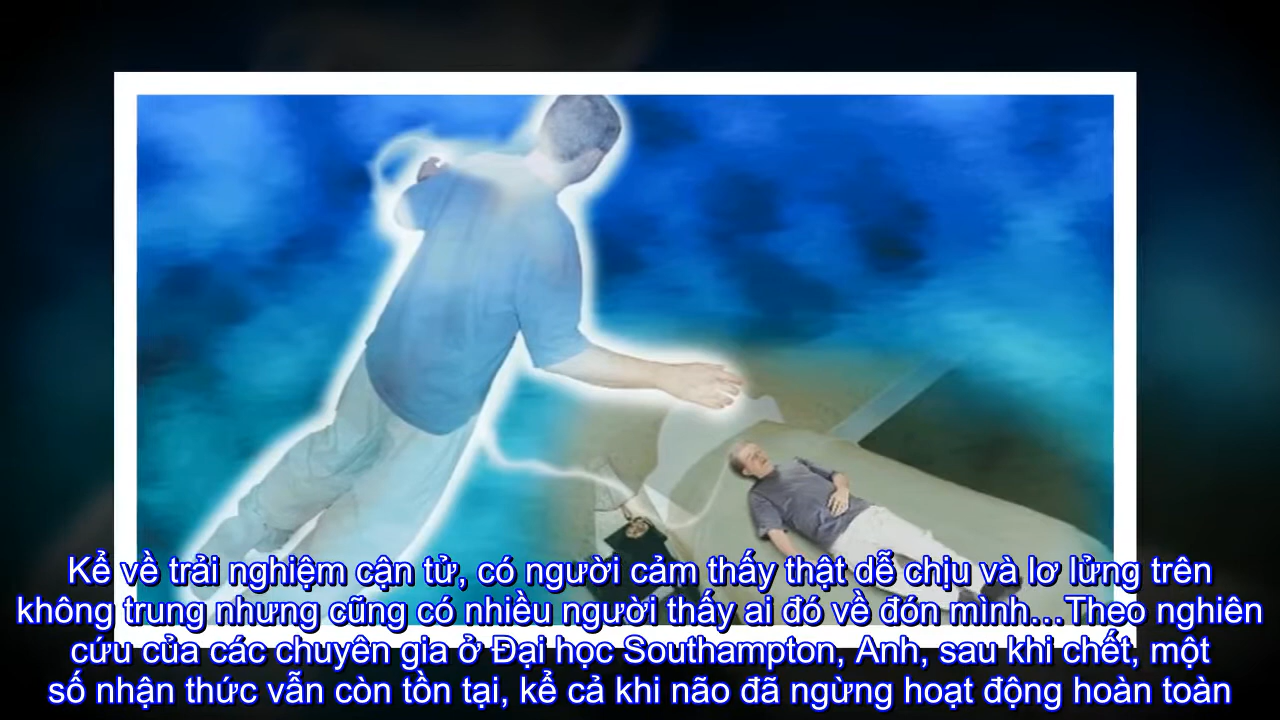 Kể về trải nghiệm cận tử, có người cảm thấy thật dễ chịu và lơ lửng trên
không trung nhưng cũng có nhiều người thấy ai đó về đón mình...Theo nghiên
cứu của các chuyên gia ở Đại học Southampton, Anh, sau khi chết, một
số nhận thức vẫn còn tồn tại, kể cả khi não đã ngừng hoạt động hoàn toàn